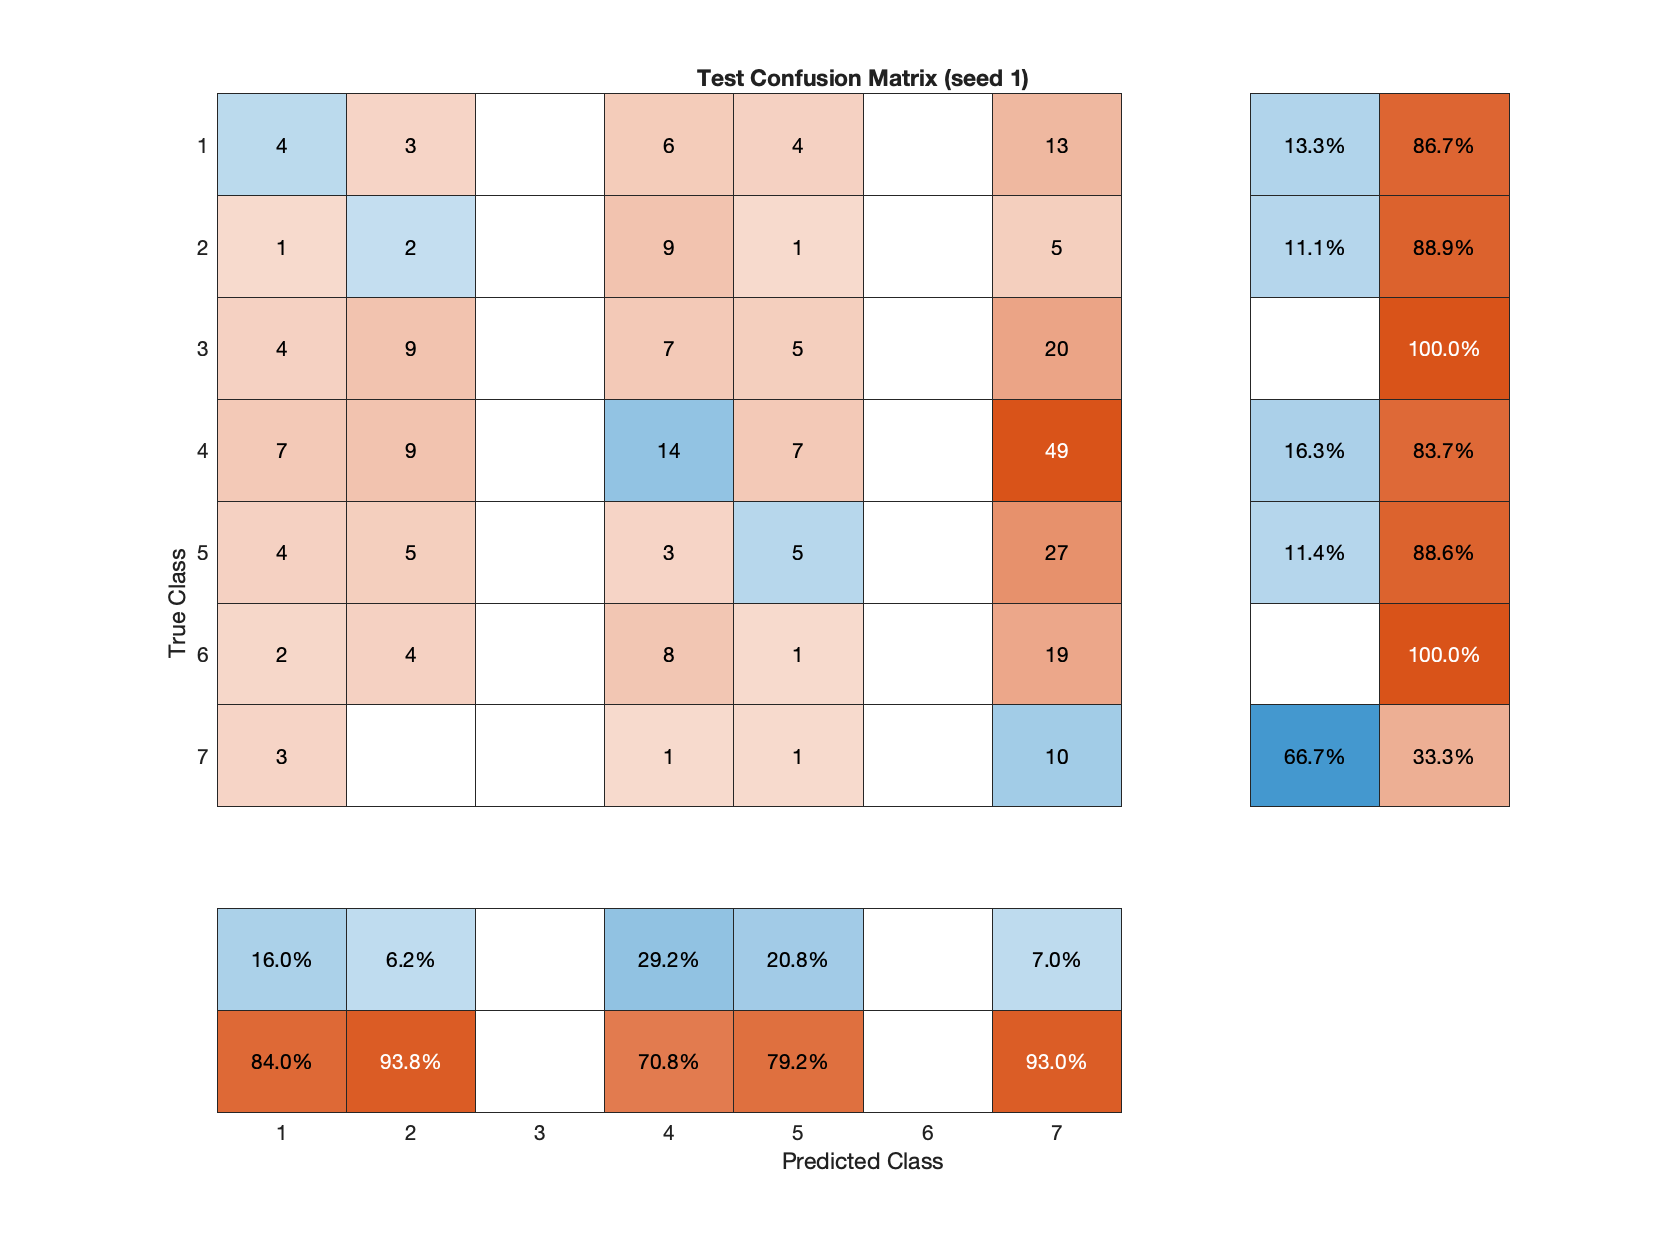 Test Confusion Matrix (seed 1)
1 4 3 6 4 13 13.3% 86.7%
2 1 2 9 1 5 11.1% 88.9%
3 4 9 7 5 20 100.0%
4 7 9 14 7 49 16.3% 83.7%
5 4 5 3 5 27 11.4% 88.6%
6 2 4 8 1 19 100.0%
7 3 1 1 10 66.7% 33.3%
True Class
16.0% 6.2% 29.2% 20.8% 7.0%
84.0% 93.8% 70.8% 79.2% 93.0%
1 2 3 4 5 6 7
Predicted Class